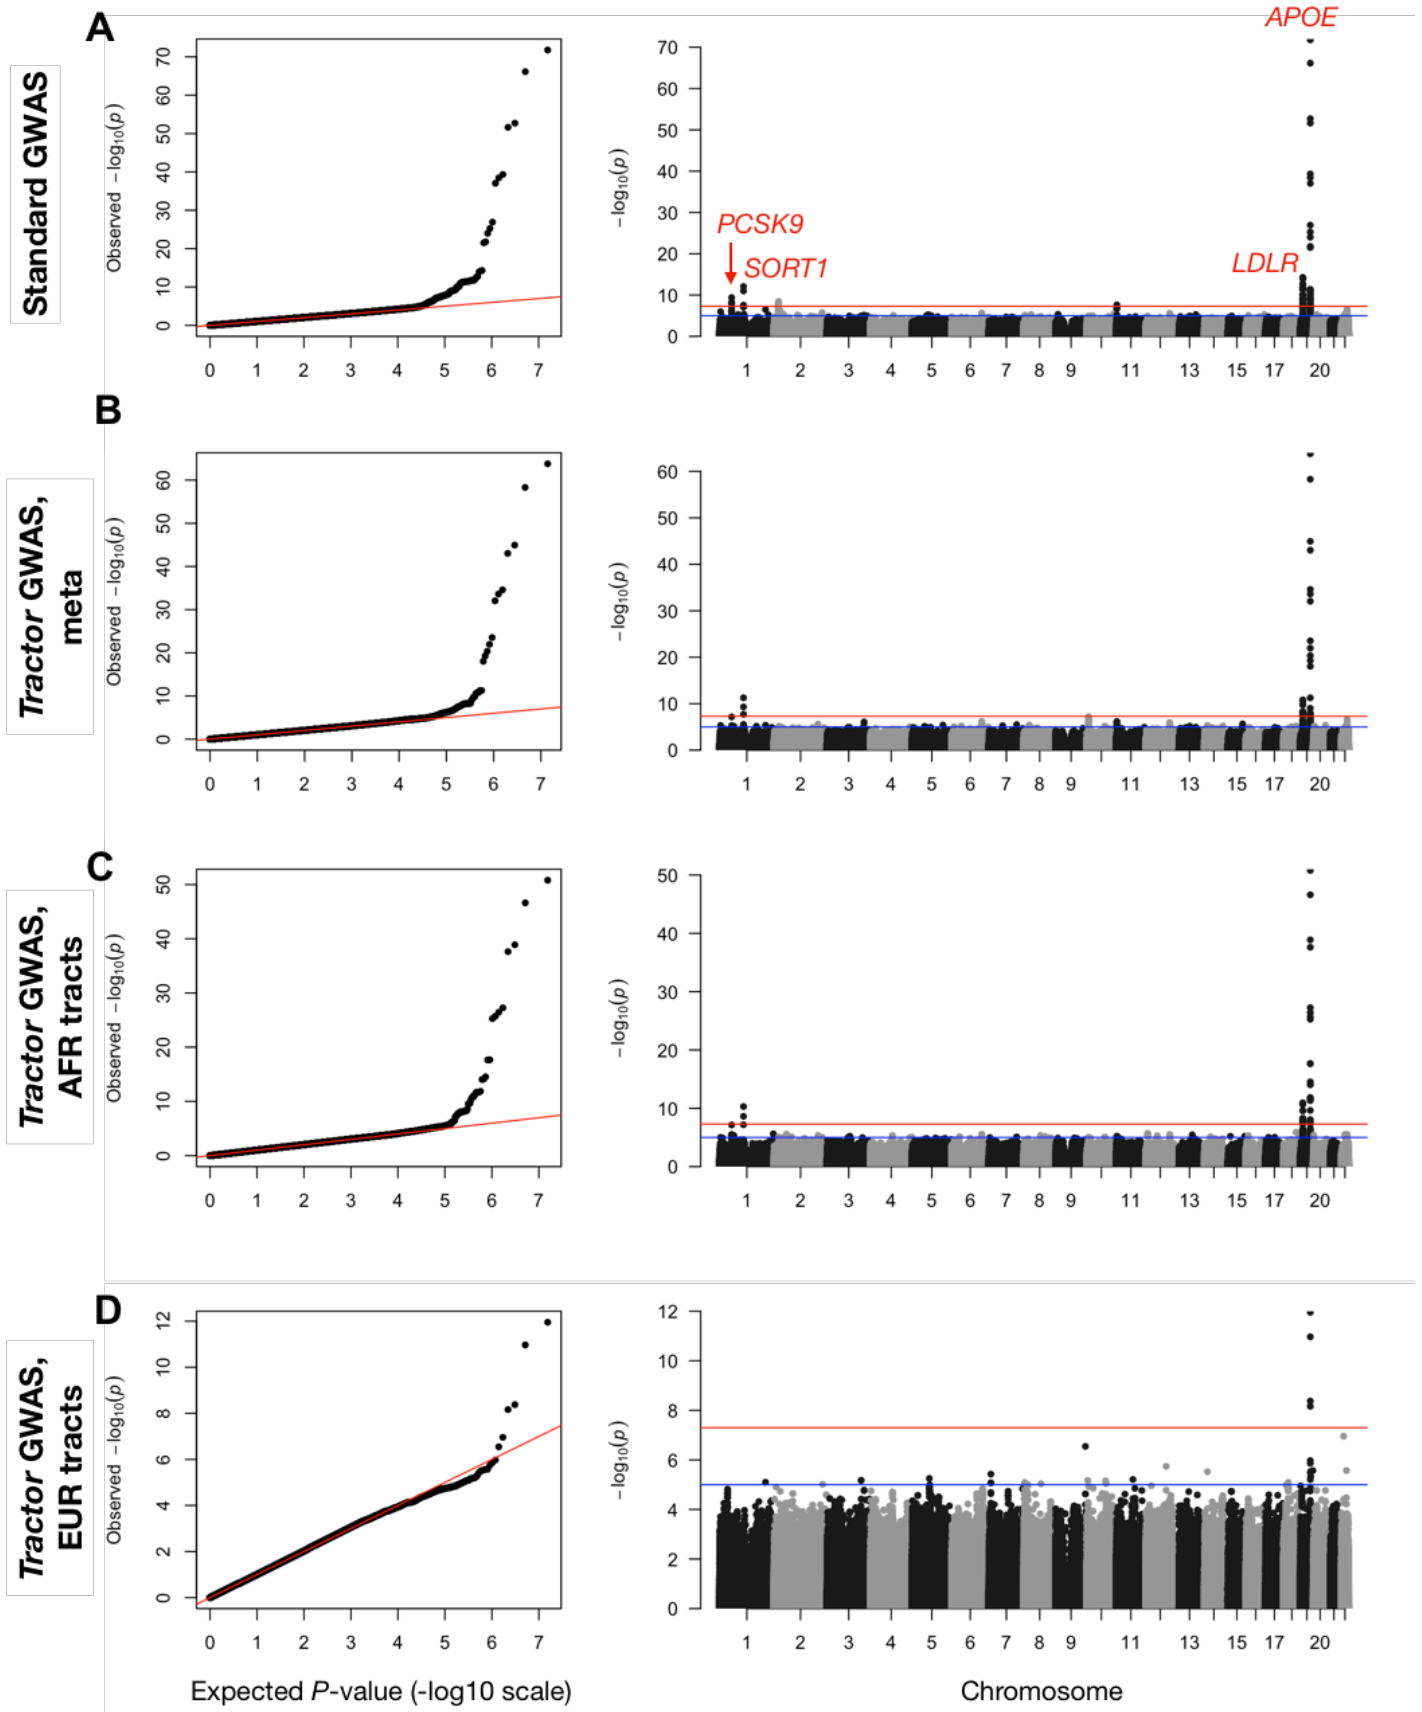 A
Standard GWAS
Observed −log10(p)
70
60
50
40
30
20
10
0
0 1 2 3 4 5 6 7
APOE
−log10(p)
70
60
50
40
30
20
10
0
PCSK9
SORT1
LDLR
1 2 3 4 5 6 7 8 9 11 13 15 17 20
B
Tractor GWAS,
meta
Observed −log10(p)
60
50
40
30
20
10
0
0 1 2 3 4 5 6 7
−log10(p)
60
50
40
30
20
10
0
1 2 3 4 5 6 7 8 9 11 13 15 17 20
C
Tractor GWAS,
AFR tracts
Observed −log10(p)
50
40
30
20
10
0
0 1 2 3 4 5 6 7
−log10(p)
50
40
30
20
10
0
1 2 3 4 5 6 7 8 9 11 13 15 17 20
D
Tractor GWAS,
EUR tracts
Observed −log10(p)
12
10
8
6
4
2
0
0 1 2 3 4 5 6 7
−log10(p)
12
10
8
6
4
2
0
1 2 3 4 5 6 7 8 9 11 13 15 17 20
Expected P-value (-log10 scale)
Chromosome